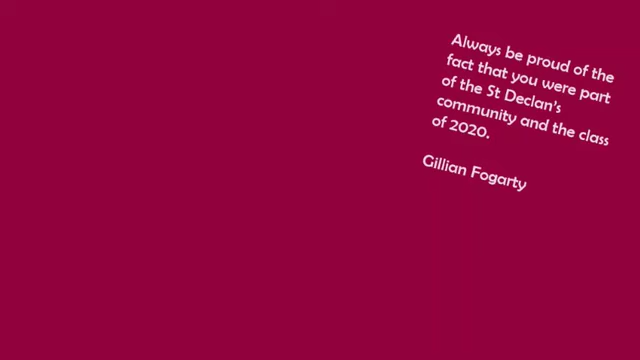 Always be proud of the
fact that you were part
of the St Declan's
community and the class
of 2020.
Gillian Fogarty